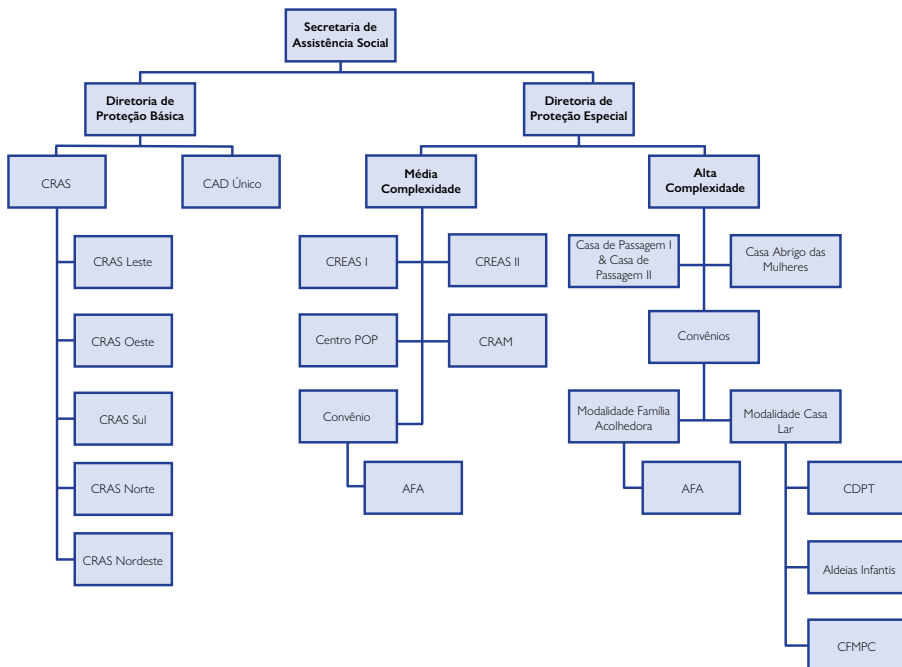 Secretaria de
Assistência Social
Diretoria de
Proteção Básica
Diretoria de
Proteção Especial
CRAS
CAD Único
Média
Complexidade
Alta
Complexidade
CRAS Leste
CREAS I
CREAS II
Casa de Passagem I
& Casa de
Passagem II
Casa Abrigo das
Mulheres
CRAS Oeste
Centro POP
CRAM
Convênios
CRAS Sul
Convênio
Modalidade Família
Acolhedora
Modalidade Casa
Lar
CRAS Norte
AFA
AFA
CDPT
CRAS Nordeste
Aldeias Infantis
CFMPC